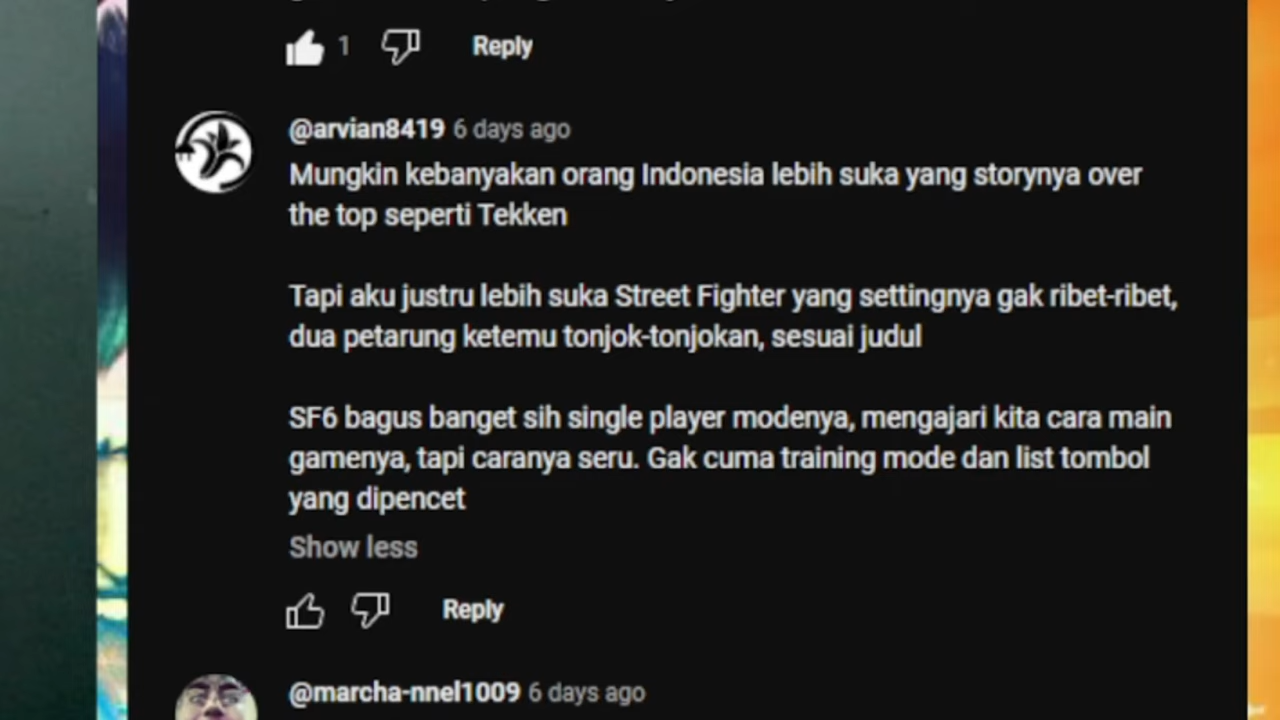 1 Reply
@arvian8419 6 days ago
Mungkin kebanyakan orang Indonesia lebih suka yang storynya over
the top seperti Tekken
Tapi aku justru lebih suka Street Fighter yang settingnya gak ribet-ribet,
dua petarung ketemu tonjok-tonjokan, sesuai judul
SF6 bagus banget sih single player modenya, mengajari kita cara main
gamenya, tapi caranya seru. Gak cuma training mode dan list tombol
yang dipencet
Show less
Reply
@marcha-nnel1009 6 days ago